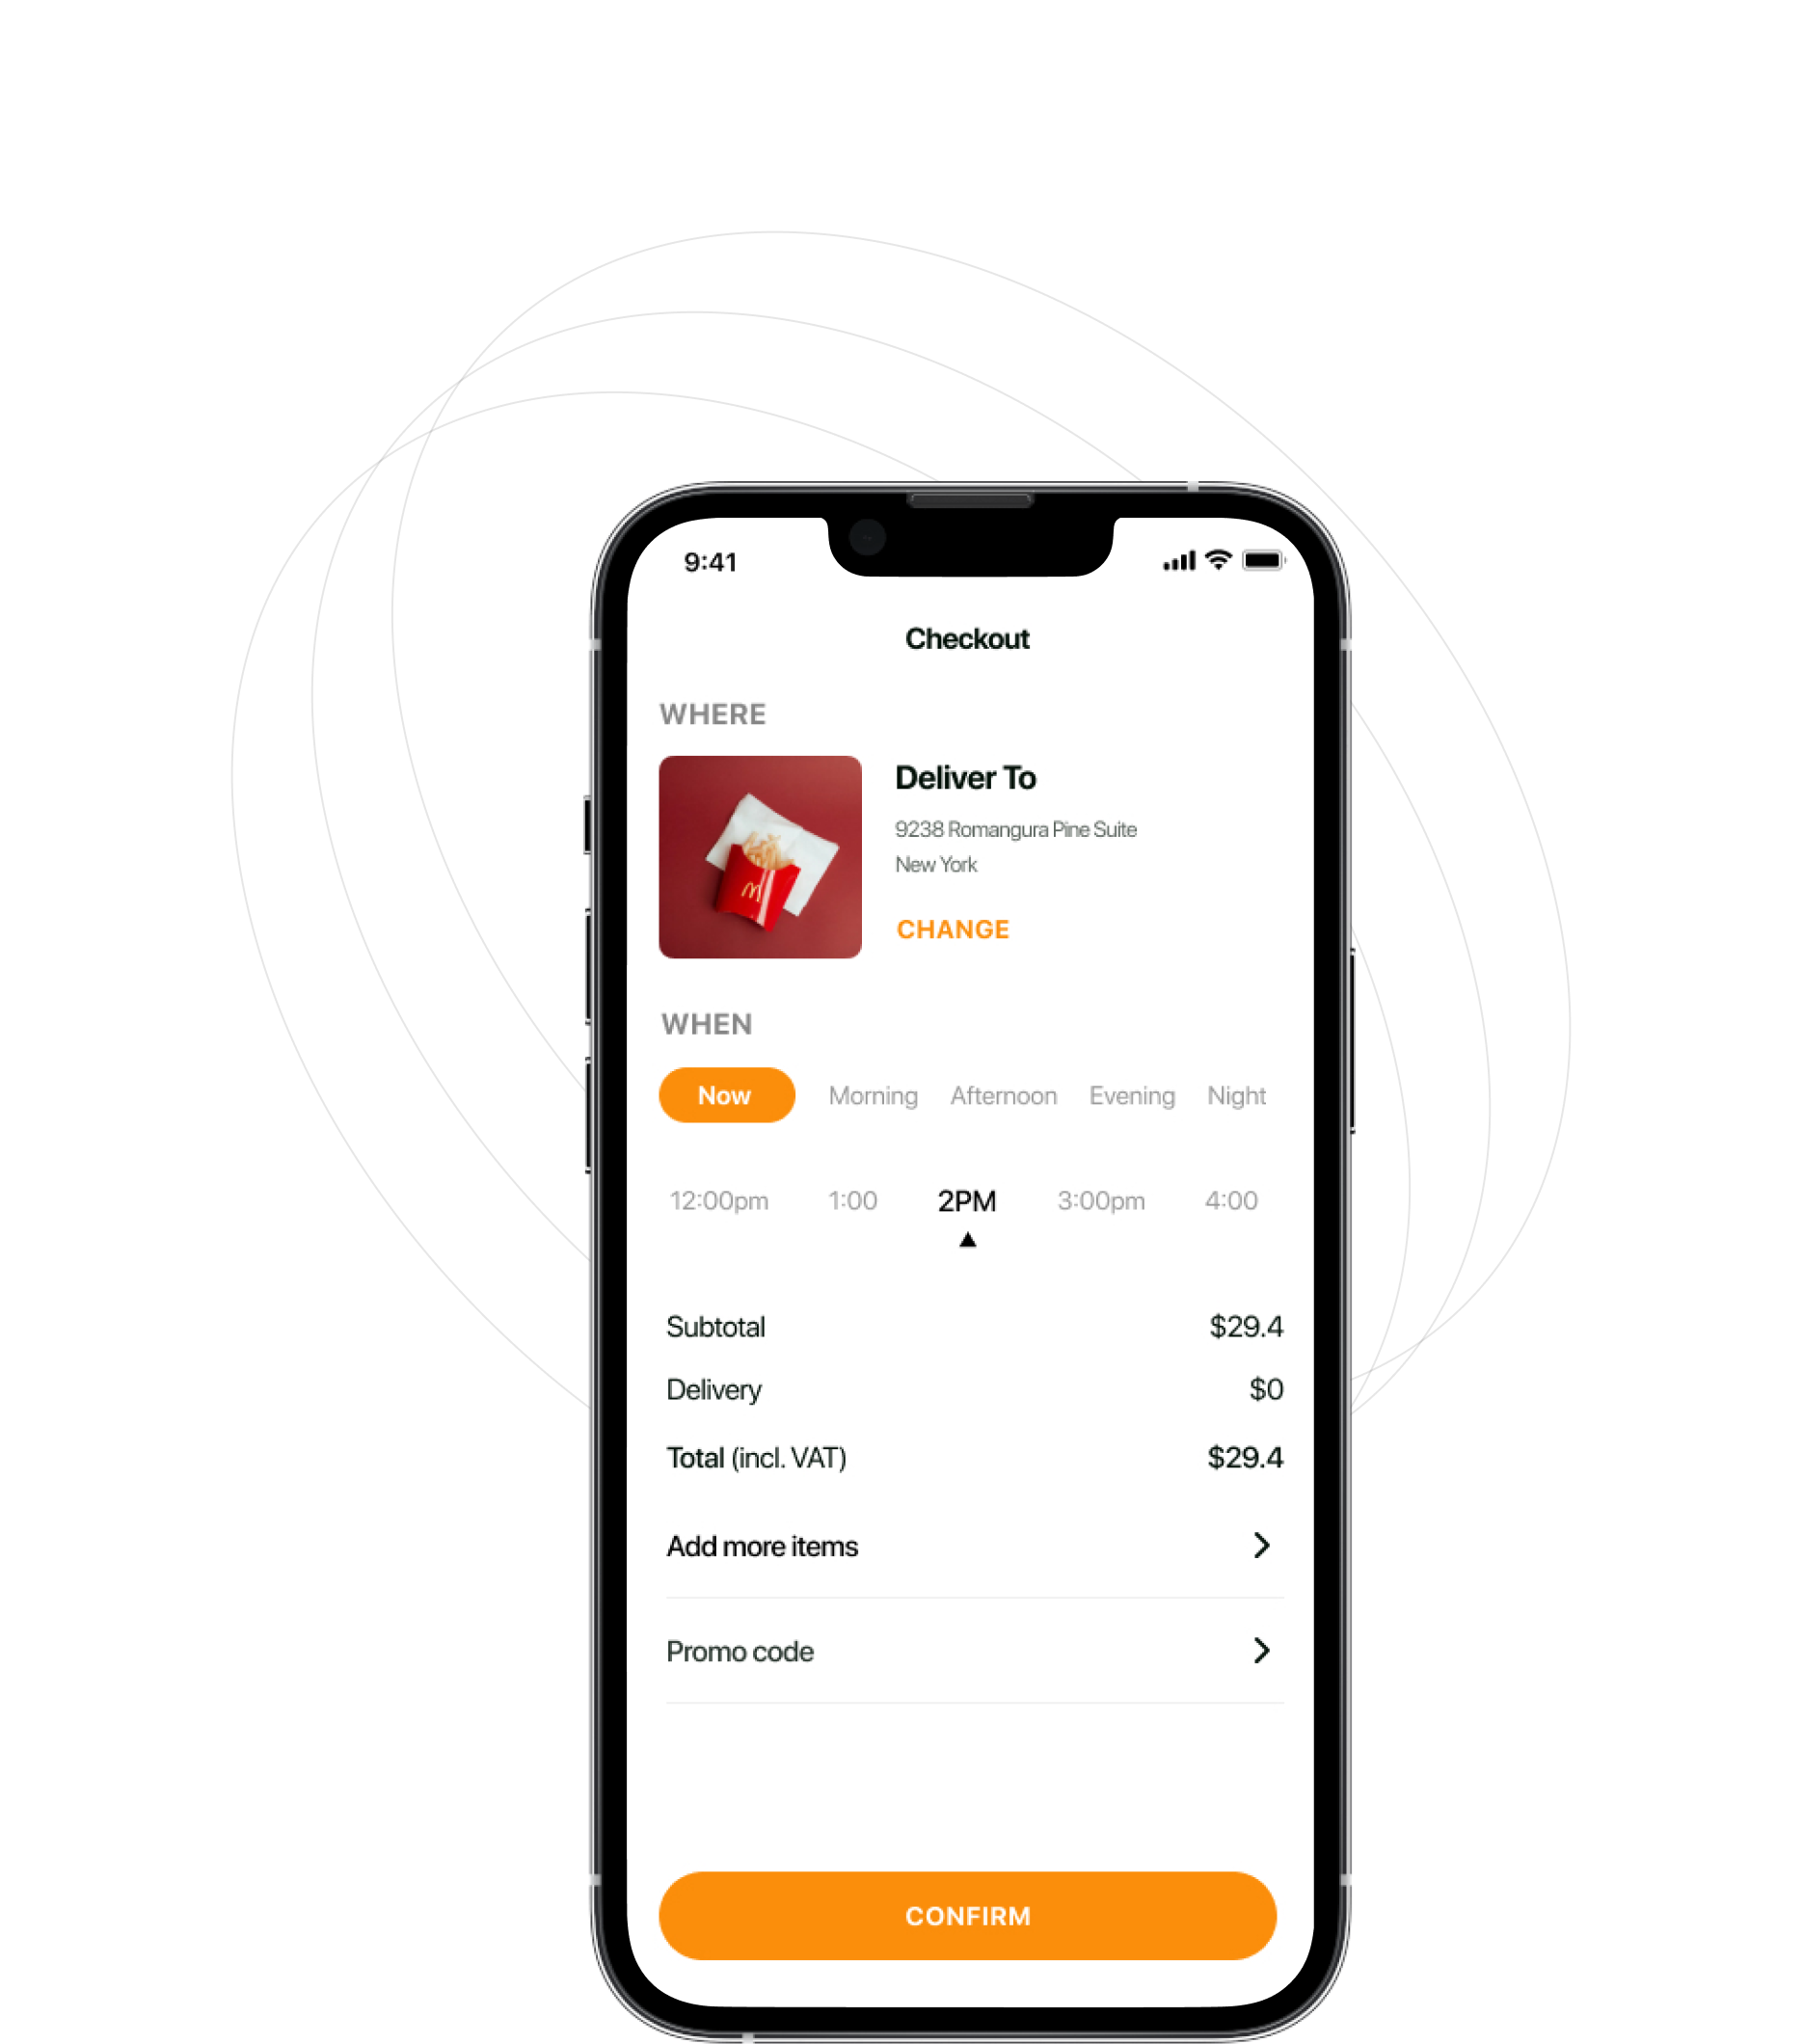 9:41
Checkout
WHERE
Deliver To
9238 Romangura Pine Suite
New York
CHANGE
WHEN
Now Morning Afternoon Evening Night
12:00pm 1:00 2PM 3:00pm 4:00
Subtotal $29.4
Delivery $0
Total (incl. VAT) $29.4
Add more items
Promo code
CONFIRM